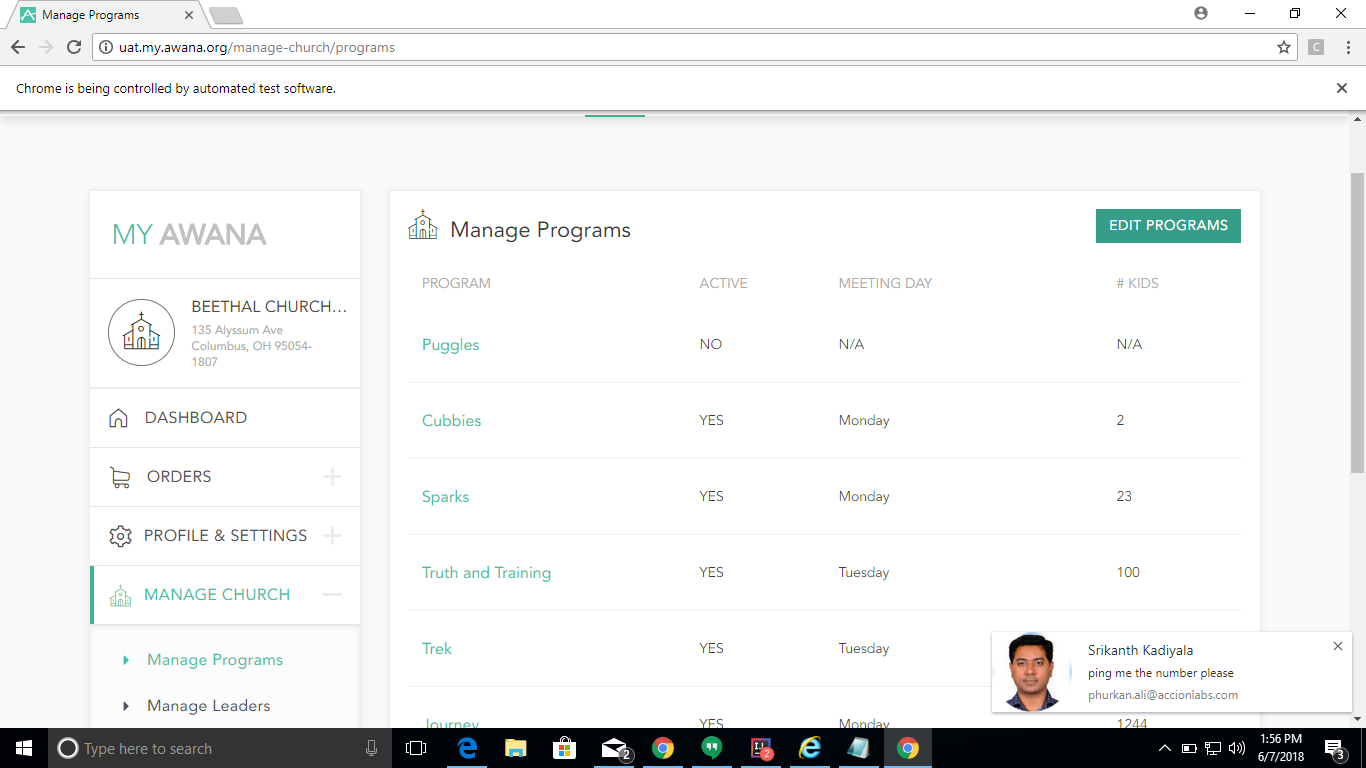 Manage Programs
uat.my.awana.org/manage-church/programs
C
Chrome is being controlled by automated test software.
MY AWANA
BEETHAL CHURCH...
135 Alyssum Ave
Columbus, OH 95054-
1807
DASHBOARD
ORDERS
PROFILE & SETTINGS
MANAGE CHURCH
Manage Programs
Manage Leaders
Manage Programs
EDIT PROGRAMS
PROGRAM ACTIVE MEETING DAY # KIDS
Puggles NO N/A N/A
Cubbies YES Monday 2
Sparks YES Monday 23
Truth and Training YES Tuesday 100
Trek YES Tuesday
Journey YES Monday 1244
Srikanth Kadiyala
ping me the number please
phurkan.ali@accionlabs.com
Type here to search
2
IJ
2
1:56 PM
6/7/2018
3